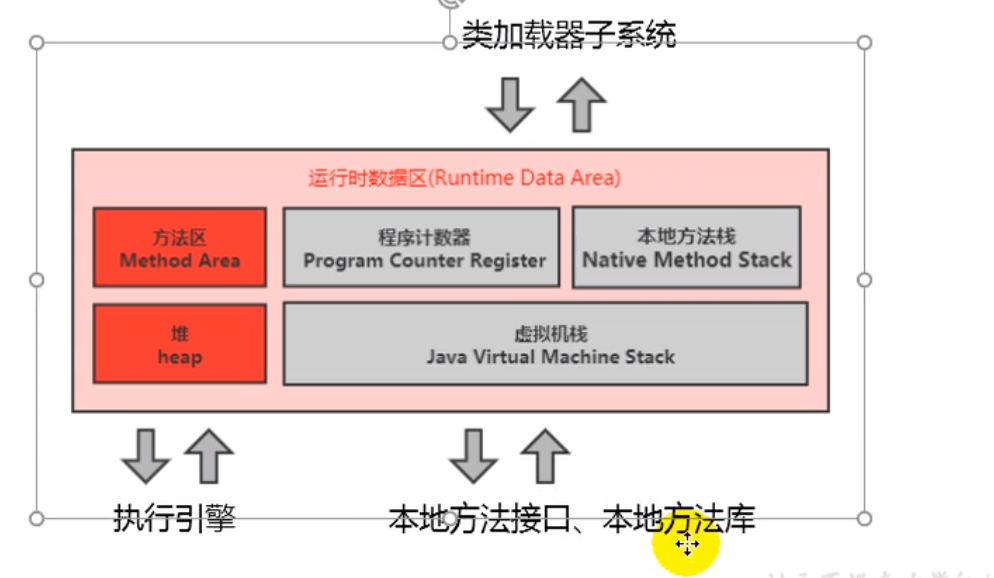 类加载器子系统
运行时数据区(Runtime Data Area)
方法区
Method Area
程序计数器
Program Counter Register
本地方法栈
Native Method Stack
堆
heap
虚拟机栈
Java Virtual Machine Stack
执行引擎
本地方法接口、本地方法库